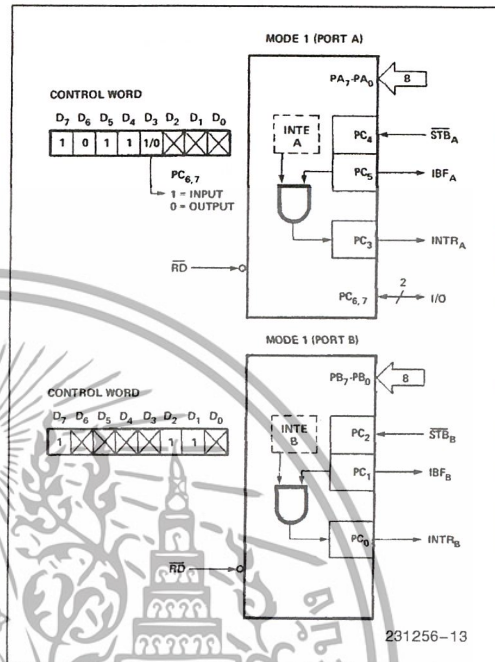 MODE 1 (PORT A)
PA7-PA0
8
CONTROL WORD
D7 D6 D5 D4 D3 D2 D1 D0
1 0 1 1 1/0
PC6,7
1 = INPUT
0 = OUTPUT
INTE
A
PC4
STBA
PC5
IBFA
PC3
INTRA
RD
PC6,7
2
I/O
MODE 1 (PORT B)
PB7-PB0
8
CONTROL WORD
D7 D6 D5 D4 D3 D2 D1 D0
1 1 1
INTE
B
PC2
STBB
PC1
IBFB
PC0
INTRB
RD
231256-13